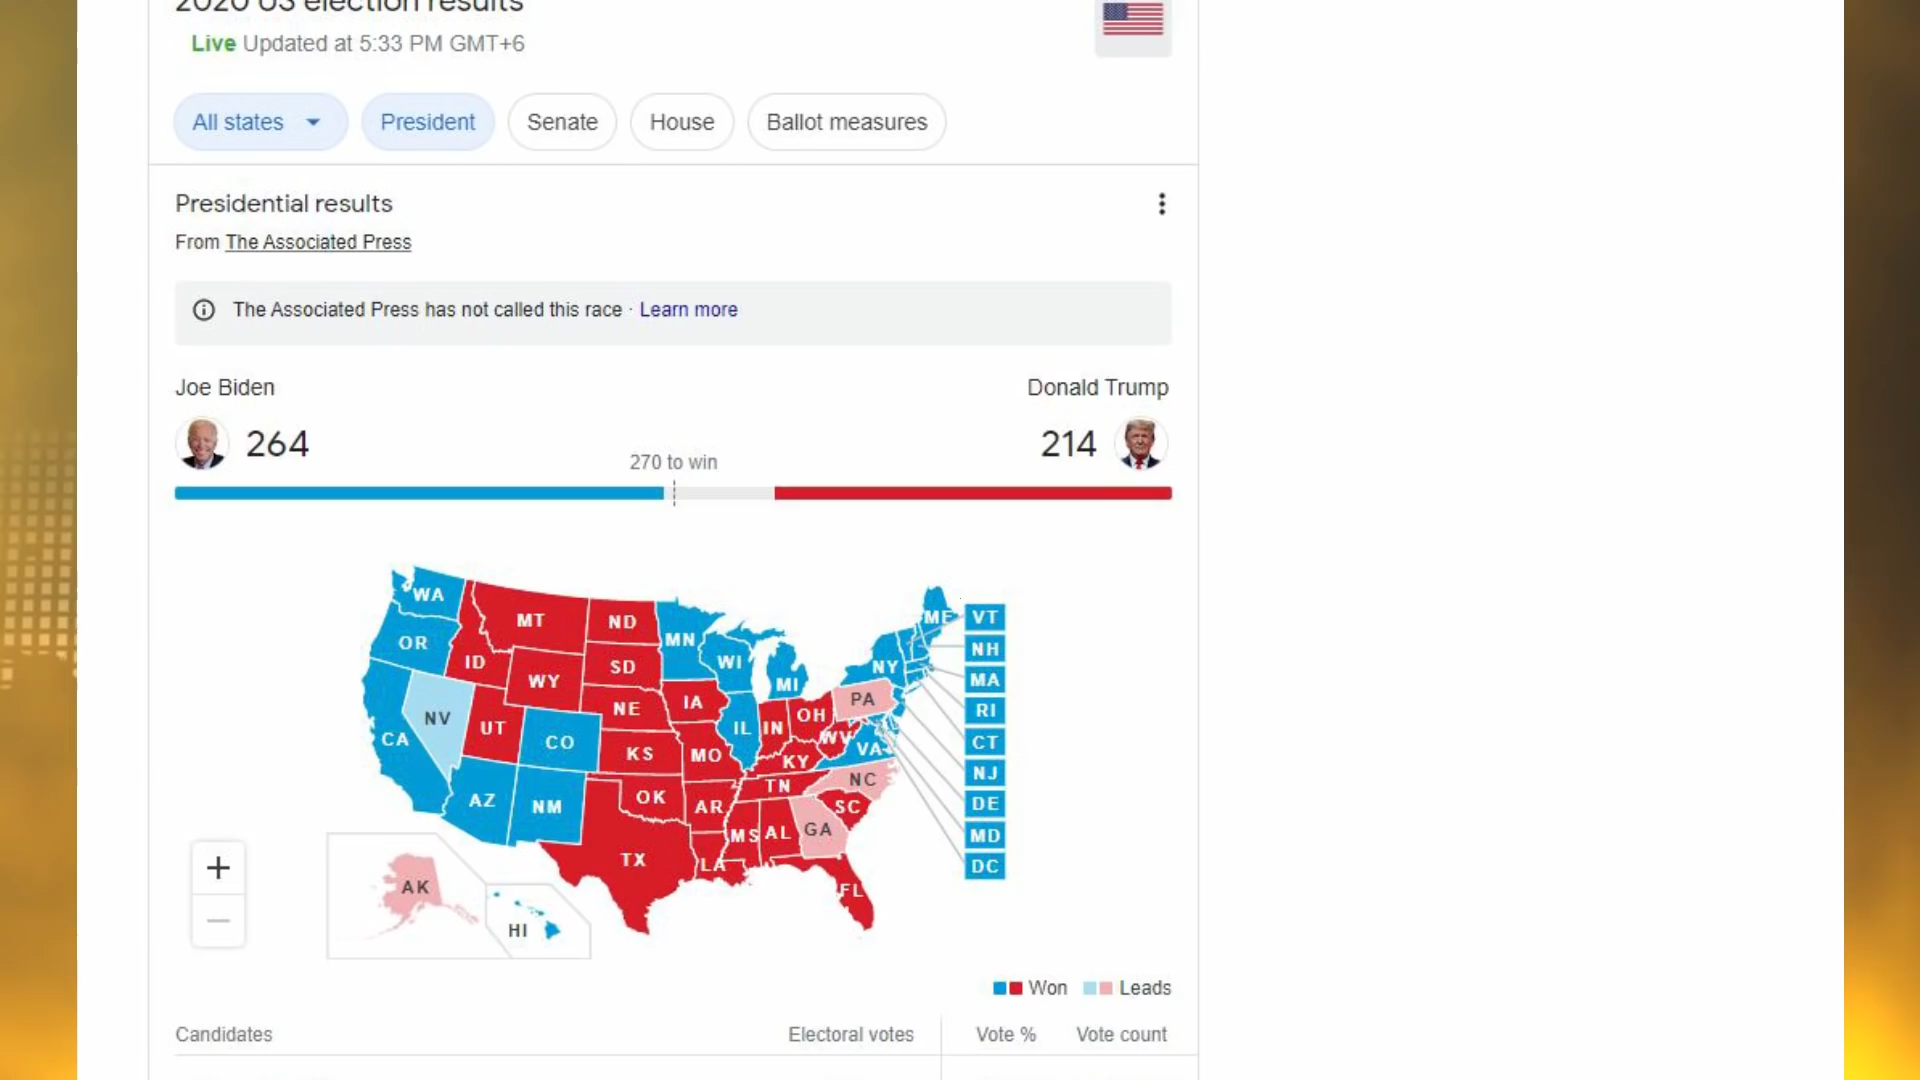 2020 US election results
Live Updated at 5:33 PM GMT+6
All states President Senate House Ballot measures
Presidential results
From The Associated Press
The Associated Press has not called this race · Learn more
Joe Biden Donald Trump
264 214
270 to win
WA MT ND MN ME VT
OR ID SD WI NY NH
WY MI MA
NV UT NE IA PA RI
CA CO KS MO IL IN OH WV VA CT
KY NC NJ
AZ NM OK AR TN SC DE
MS AL GA MD
TX LA DC
AK FL
HI
+
−
Won Leads
Candidates Electoral votes Vote % Vote count